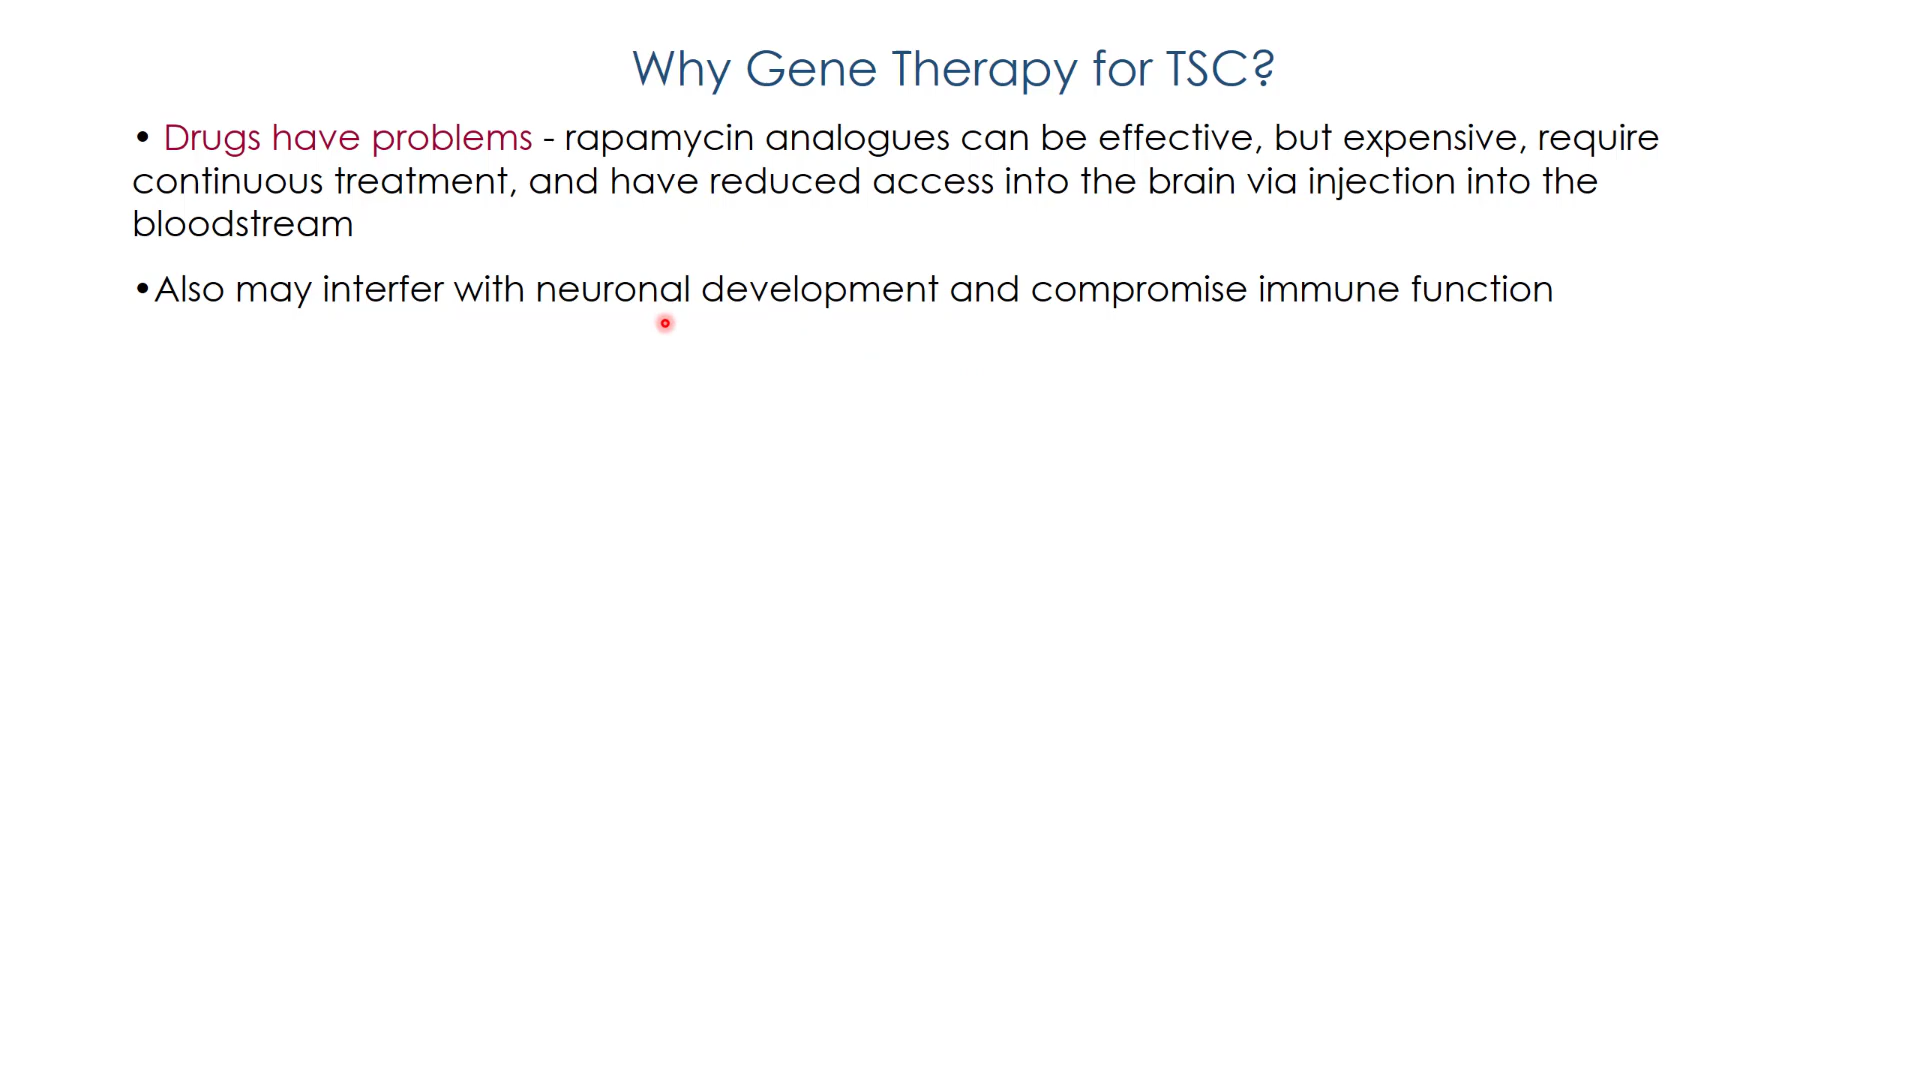 Why Gene Therapy for TSC?
• Drugs have problems - rapamycin analogues can be effective, but expensive, require
continuous treatment, and have reduced access into the brain via injection into the
bloodstream
•Also may interfer with neuronal development and compromise immune function